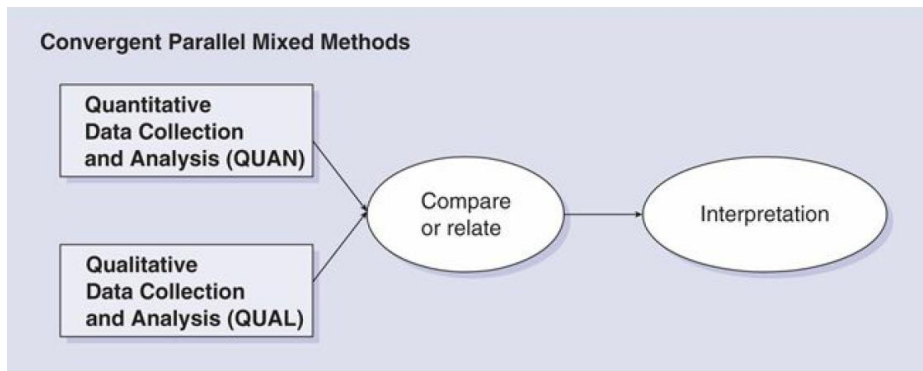 Convergent Parallel Mixed Methods
Quantitative
Data Collection
and Analysis (QUAN)
Compare
or relate
Interpretation
Qualitative
Data Collection
and Analysis (QUAL)